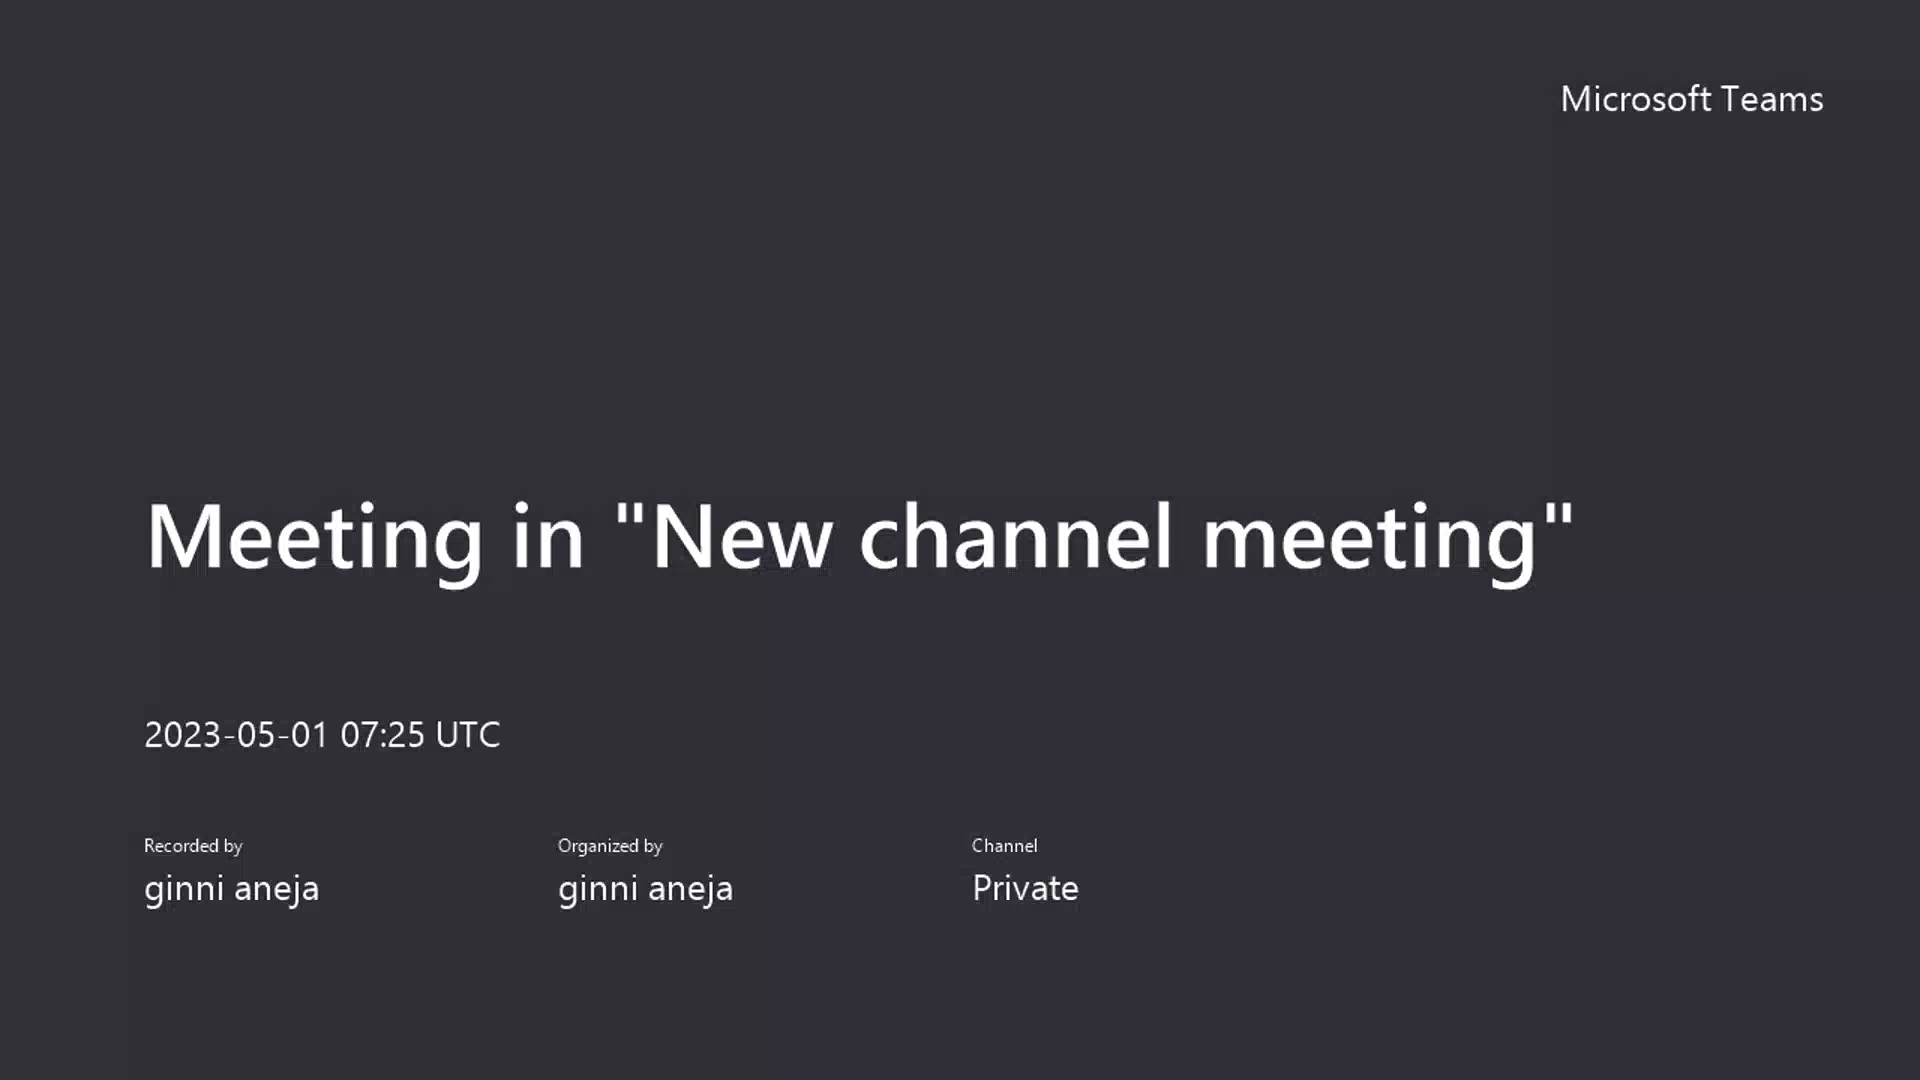 Microsoft Teams
Meeting in "New channel meeting"
2023-05-01 07:25 UTC
Recorded by
ginni aneja
Organized by
ginni aneja
Channel
Private